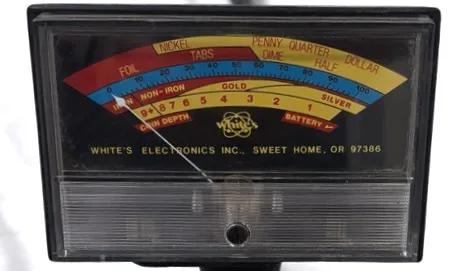 NICKEL PENNY QUARTER DOLLAR
FOIL TABS DIME HALF
0 10 20 30 40 50 60 70 80 90 100
IRON NON-IRON GOLD SILVER
9+ 8 7 6 5 4 3 2 1
COIN DEPTH BATTERY
White's
WHITE'S ELECTRONICS INC., SWEET HOME, OR 97386